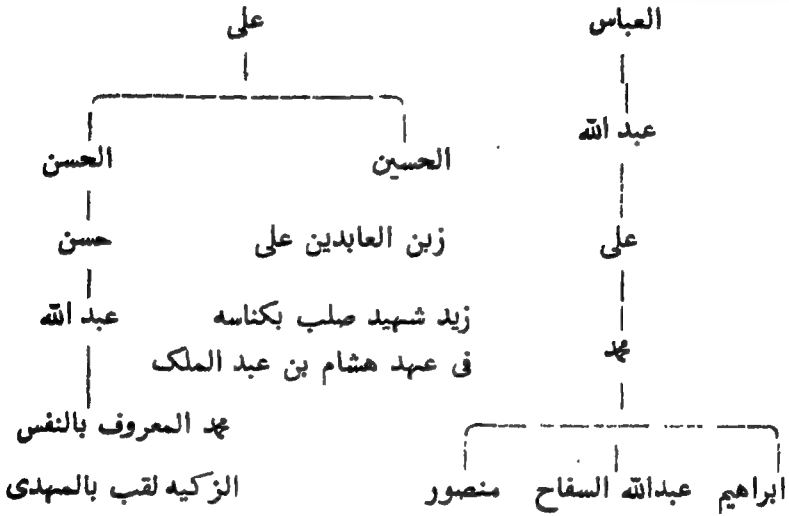 العباس
عبد الله
على
محمد
ابراهيم عبدالله السفاح منصور
على
الحسين الحسن
زبن العابدين على حسن
زيد شهيد صلب بكناسه عبد الله
فى عهد هشام بن عبد الملك
محمد المعروف بالنفس
الزكيه لقب بالمهدى